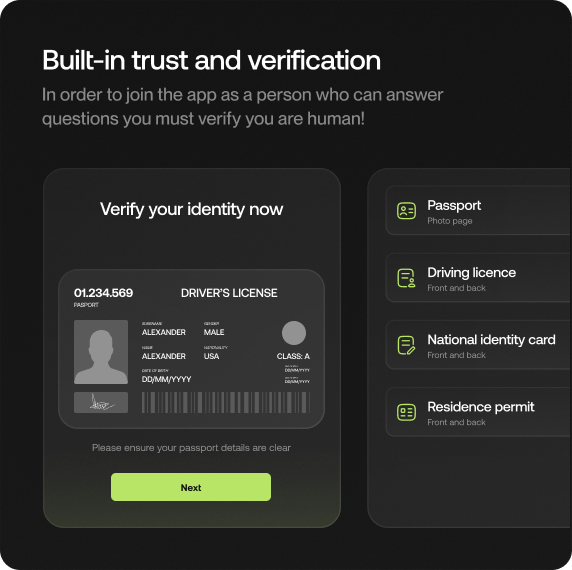 Built-in trust and verification
In order to join the app as a person who can answer
questions you must verify you are human!
Verify your identity now
01.234.569
PASPORT
DRIVER'S LICENSE
SURENAME
ALEXANDER
GENDER
MALE
NAME
ALEXANDER
NATIONALITY
USA
CLASS: A
DATE OF BIRTH
DD/MM/YYYY
DD/MM/YYYY
DD/MM/YYYY
Please ensure your passport details are clear
Next
Passport
Photo page
Driving licence
Front and back
National identity card
Front and back
Residence permit
Front and back